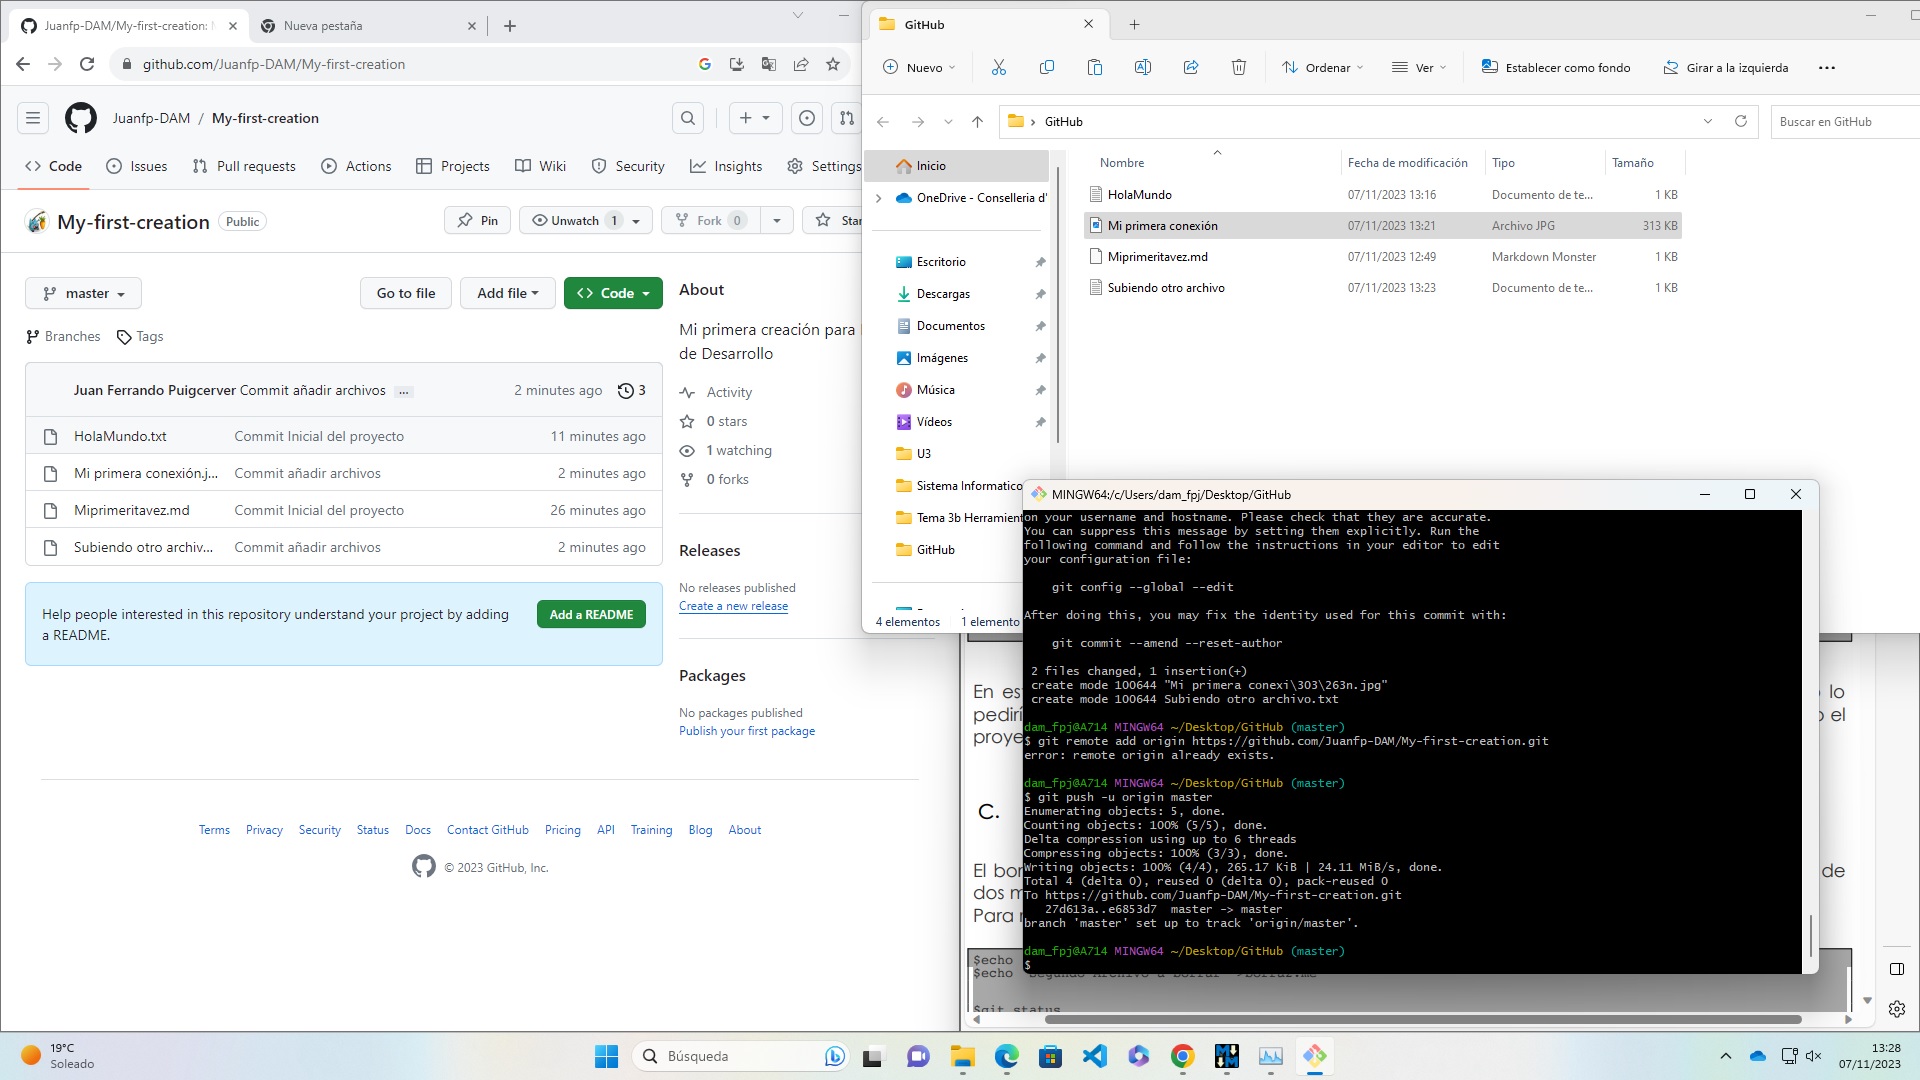 Juanfp-DAM/My-first-creation:
Nueva pestaña
github.com/Juanfp-DAM/My-first-creation
Juanfp-DAM / My-first-creation
Code
Issues
Pull requests
Actions
Projects
Wiki
Security
Insights
Settings
My-first-creation
Public
Pin
Unwatch 1
Fork 0
Star
master
Go to file
Add file
Code
Branches
Tags
Juan Ferrando Puigcerver Commit añadir archivos ...
2 minutes ago
3
HolaMundo.txt Commit Inicial del proyecto 11 minutes ago
Mi primera conexión.j... Commit añadir archivos 2 minutes ago
Miprimeritavez.md Commit Inicial del proyecto 26 minutes ago
Subiendo otro archiv... Commit añadir archivos 2 minutes ago
Help people interested in this repository understand your project by adding
a README.
Add a README
About
Mi primera creación para
de Desarrollo
Activity
0 stars
1 watching
0 forks
Releases
No releases published
Create a new release
Packages
No packages published
Publish your first package
Terms Privacy Security Status Docs Contact GitHub Pricing API Training Blog About
© 2023 GitHub, Inc.
GitHub
Nuevo
Ordenar
Ver
Establecer como fondo
Girar a la izquierda
GitHub
Buscar en GitHub
Inicio
OneDrive - Conselleria d'
Escritorio
Descargas
Documentos
Imágenes
Música
Vídeos
U3
Sistema Informatico
Tema 3b Herramient
GitHub
Nombre Fecha de modificación Tipo Tamaño
HolaMundo 07/11/2023 13:16 Documento de te... 1 KB
Mi primera conexión 07/11/2023 13:21 Archivo JPG 313 KB
Miprimeritavez.md 07/11/2023 12:49 Markdown Monster 1 KB
Subiendo otro archivo 07/11/2023 13:23 Documento de te... 1 KB
4 elementos
1 elemento
MINGW64:/c/Users/dam_fpj/Desktop/GitHub
on your username and hostname. Please check that they are accurate.
You can suppress this message by setting them explicitly. Run the
following command and follow the instructions in your editor to edit
your configuration file:
git config --global --edit
After doing this, you may fix the identity used for this commit with:
git commit --amend --reset-author
2 files changed, 1 insertion(+)
create mode 100644 "Mi primera conexi\303\263n.jpg"
create mode 100644 Subiendo otro archivo.txt
dam_fpj@A714 MINGW64 ~/Desktop/GitHub (master)
$ git remote add origin https://github.com/Juanfp-DAM/My-first-creation.git
error: remote origin already exists.
dam_fpj@A714 MINGW64 ~/Desktop/GitHub (master)
$ git push -u origin master
Enumerating objects: 5, done.
Counting objects: 100% (5/5), done.
Delta compression using up to 6 threads
Compressing objects: 100% (3/3), done.
Writing objects: 100% (4/4), 265.17 KiB | 24.11 MiB/s, done.
Total 4 (delta 0), reused 0 (delta 0), pack-reused 0
To https://github.com/Juanfp-DAM/My-first-creation.git
27d613a..e6853d7 master -> master
branch 'master' set up to track 'origin/master'.
dam_fpj@A714 MINGW64 ~/Desktop/GitHub (master)
$
En es
lo
pedirí
o el
proye
C.
El bor
de
dos m
Para
$echo
$echo
$git status
19°C
Soleado
Búsqueda
13:28
07/11/2023